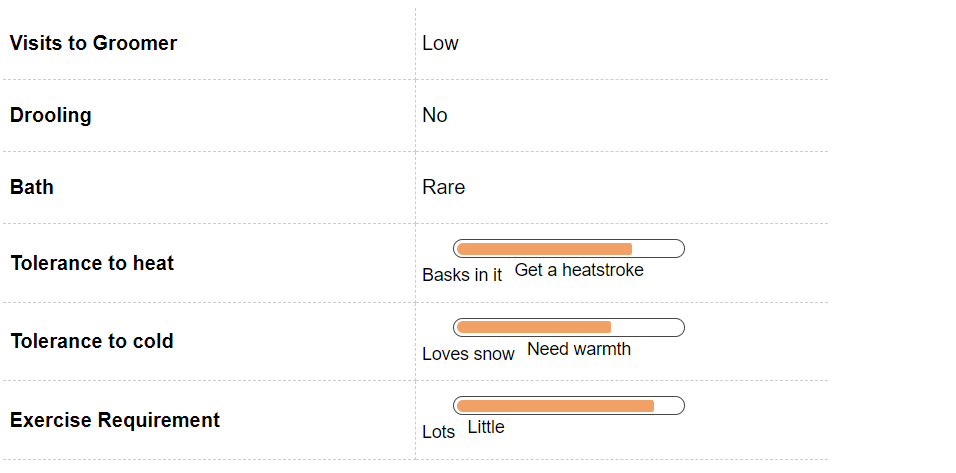 Visits to Groomer Low
Drooling No
Bath Rare
Tolerance to heat
Basks in it Get a heatstroke
Tolerance to cold
Loves snow Need warmth
Exercise Requirement
Lots Little